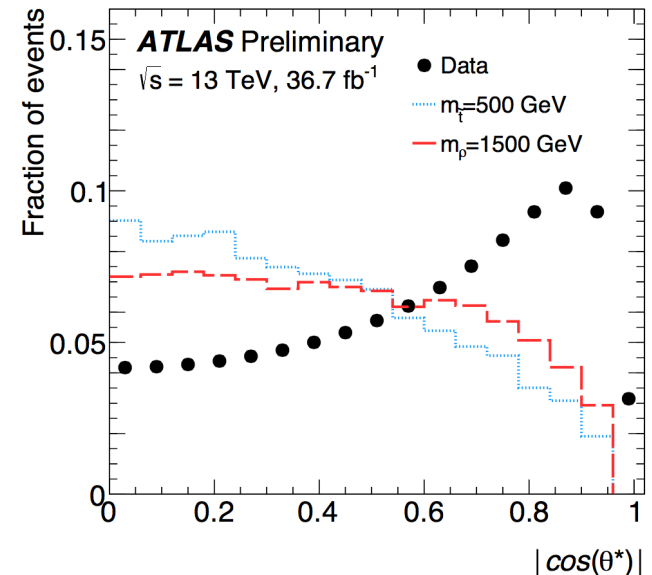 Fraction of events
0.15
0.1
0.05
0
ATLAS Preliminary
√s = 13 TeV, 36.7 fb⁻¹
Data
m_t̃=500 GeV
m_ρ=1500 GeV
0 0.2 0.4 0.6 0.8 1
|cos(θ*)|